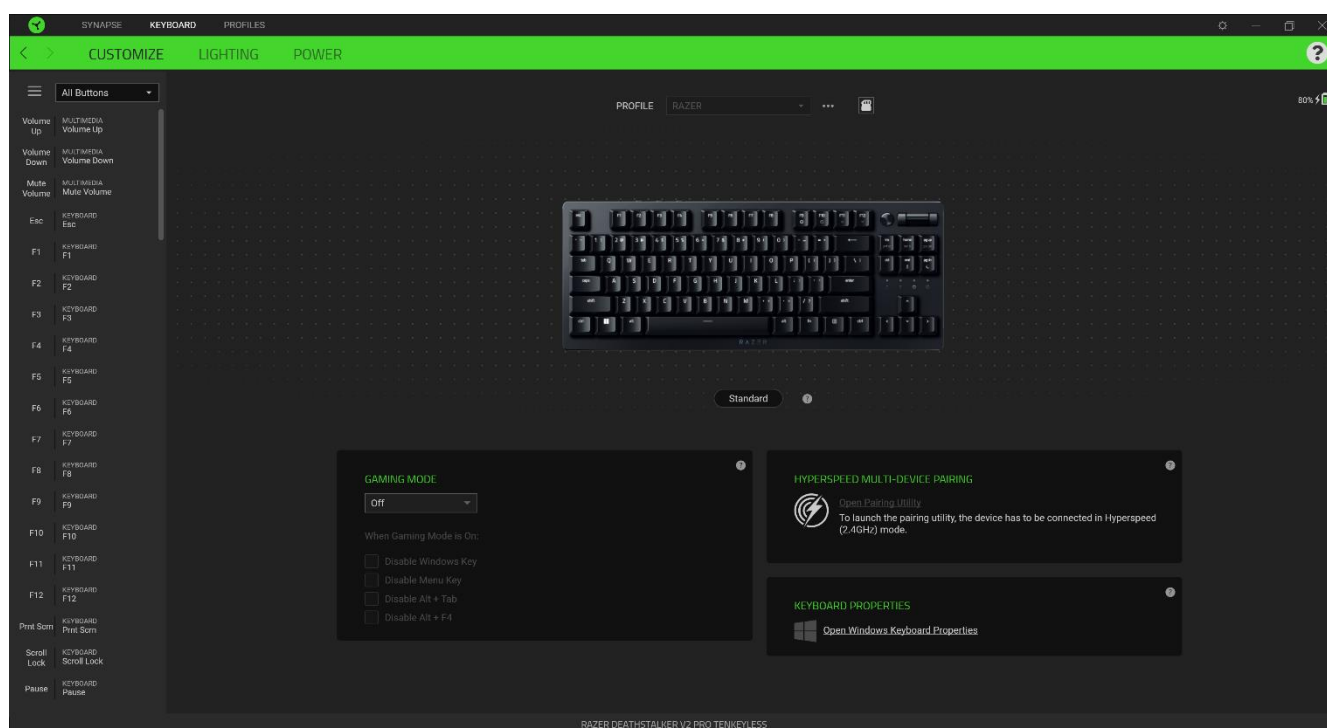 SYNAPSE KEYBOARD PROFILES
CUSTOMIZE LIGHTING POWER ?
All Buttons
PROFILE RAZER •••
80%
Volume Up MULTIMEDIA Volume Up
Volume Down MULTIMEDIA Volume Down
Mute Volume MULTIMEDIA Mute Volume
Esc KEYBOARD Esc
F1 KEYBOARD F1
F2 KEYBOARD F2
F3 KEYBOARD F3
F4 KEYBOARD F4
F5 KEYBOARD F5
F6 KEYBOARD F6
F7 KEYBOARD F7
F8 KEYBOARD F8
F9 KEYBOARD F9
F10 KEYBOARD F10
F11 KEYBOARD F11
F12 KEYBOARD F12
Prnt Scrn KEYBOARD Prnt Scrn
Scroll Lock KEYBOARD Scroll Lock
Pause KEYBOARD Pause
RAZER
Standard ?
GAMING MODE ?
Off
When Gaming Mode is On:
Disable Windows Key
Disable Menu Key
Disable Alt + Tab
Disable Alt + F4
HYPERSPEED MULTI-DEVICE PAIRING ?
Open Pairing Utility
To launch the pairing utility, the device has to be connected in Hyperspeed
(2.4GHz) mode.
KEYBOARD PROPERTIES ?
Open Windows Keyboard Properties
RAZER DEATHSTALKER V2 PRO TENKEYLESS